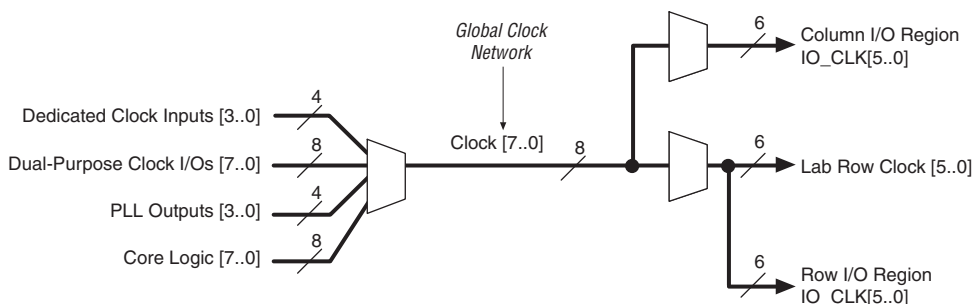 Global Clock
Network
6
Column I/O Region
IO_CLK[5..0]
Dedicated Clock Inputs [3..0]
4
Clock [7..0]
8
Dual-Purpose Clock I/Os [7..0]
8
6
Lab Row Clock [5..0]
PLL Outputs [3..0]
4
Core Logic [7..0]
8
6
Row I/O Region
IO_CLK[5..0]